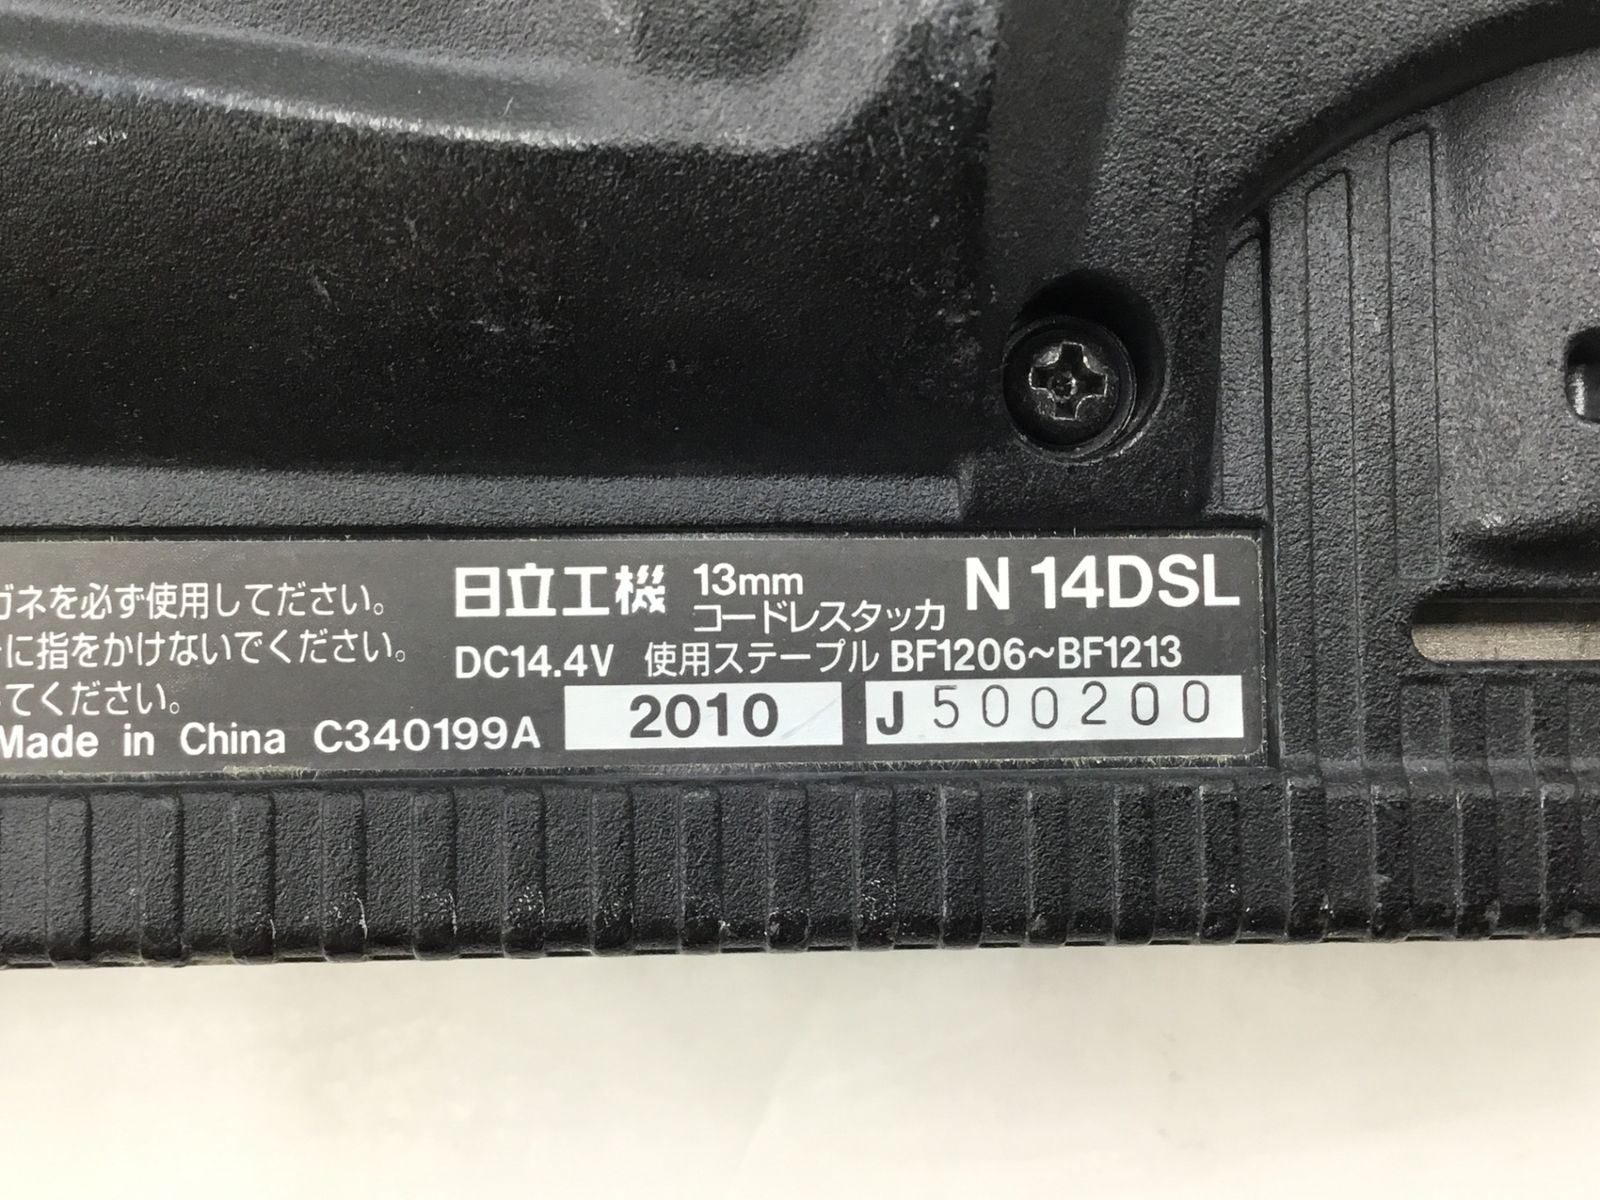 ガネを必ず使用してださい。
に指をかけないでください。
てください。
Made in China C340199A
日立工機 13mm コードレスタッカ N 14DSL
DC14.4V 使用ステープル BF1206~BF1213
2010 J500200